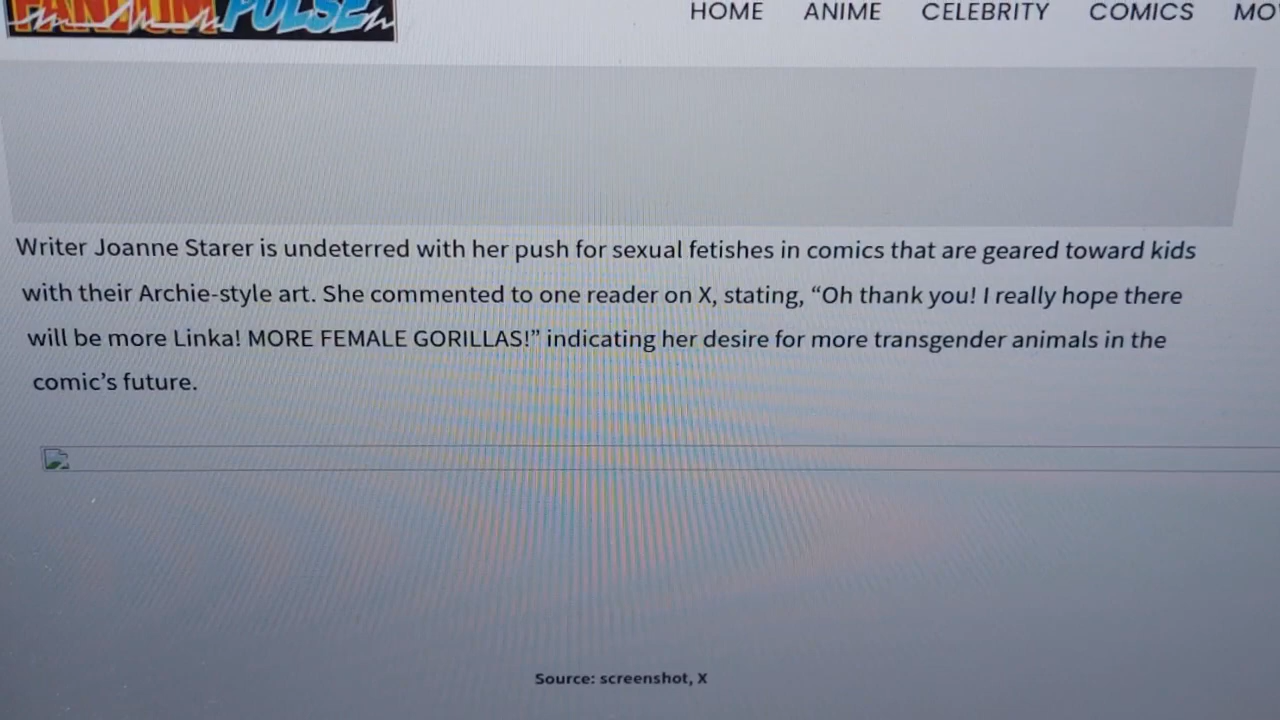 FANDOM PULSE HOME ANIME CELEBRITY COMICS
Writer Joanne Starer is undeterred with her push for sexual fetishes in comics that are geared toward kids
with their Archie-style art. She commented to one reader on X, stating, “Oh thank you! I really hope there
will be more Linka! MORE FEMALE GORILLAS!” indicating her desire for more transgender animals in the
comic’s future.
Source: screenshot, X